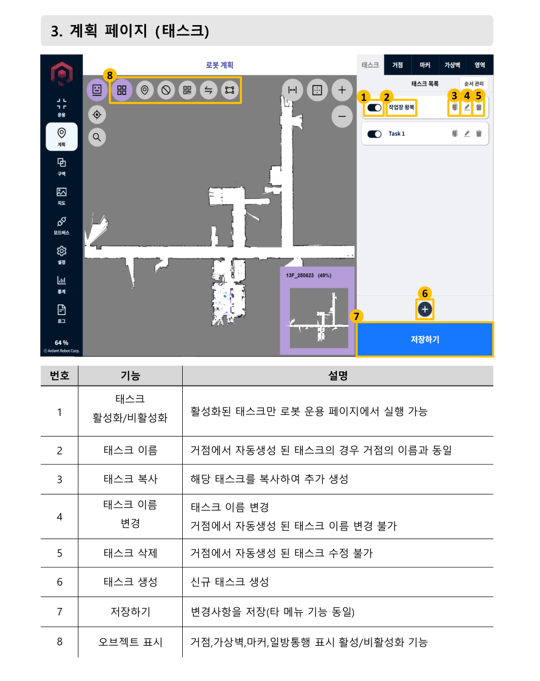 3. 계획 페이지 (태스크)
로봇 계획
태스크
거점
마커
가상벽
영역
8
태스크 목록
순서 관리
1
2
3
4
5
작업장 왕복
Task 1
운용
계획
구역
지도
모드버스
설정
통계
로그
64 %
© Ambient Robot Corp.
13F_250623 (49%)
6
7
저장하기
번호 기능 설명
1 태스크 활성화/비활성화 활성화된 태스크만 로봇 운용 페이지에서 실행 가능
2 태스크 이름 거점에서 자동생성 된 태스크의 경우 거점의 이름과 동일
3 태스크 복사 해당 태스크를 복사하여 추가 생성
4 태스크 이름 변경 태스크 이름 변경
거점에서 자동생성 된 태스크 이름 변경 불가
5 태스크 삭제 거점에서 자동생성 된 태스크 수정 불가
6 태스크 생성 신규 태스크 생성
7 저장하기 변경사항을 저장(타 메뉴 기능 동일)
8 오브젝트 표시 거점,가상벽,마커,일방통행 표시 활성/비활성화 기능